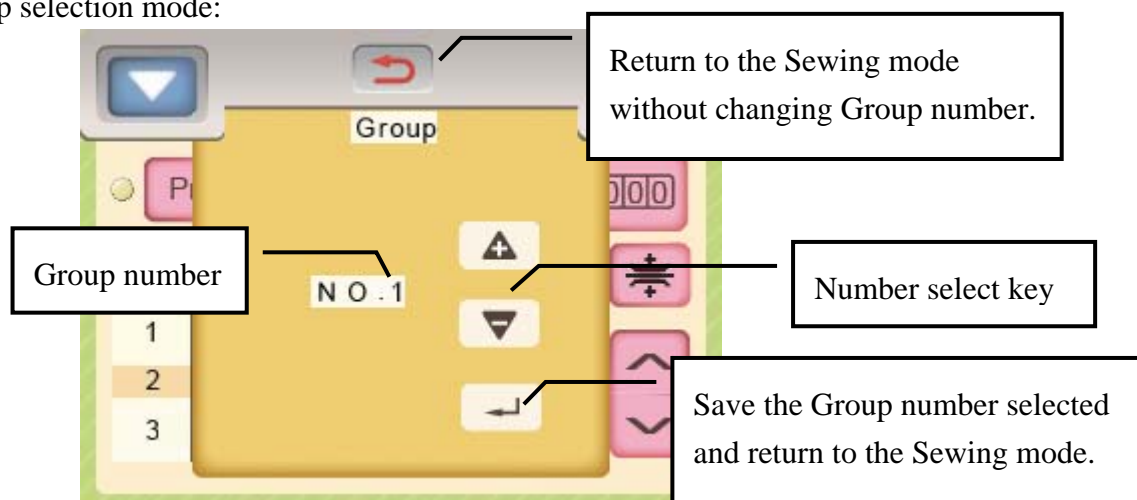 p selection mode:
Return to the Sewing mode
without changing Group number.
Group
000
Group number
NO.1
Number select key
1
2
3
Save the Group number selected
and return to the Sewing mode.